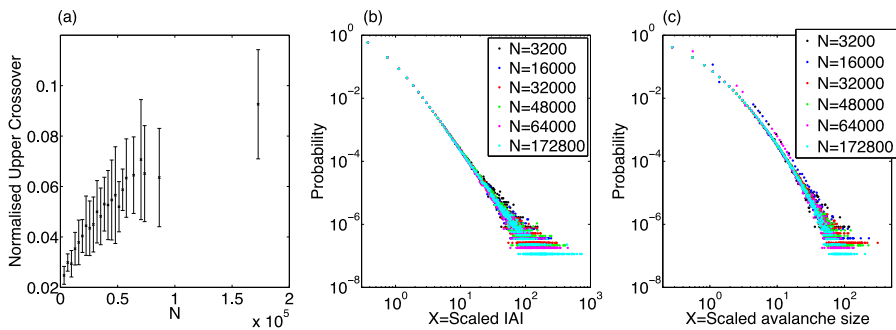 (a)
Normalised Upper Crossover
0.1
0.08
0.06
0.04
0.02
0
0.5
1
1.5
2
N
x 10^5
(b)
Probability
10^0
10^-2
10^-4
10^-6
10^-8
10^0
10^1
10^2
10^3
X=Scaled IAI
N=3200
N=16000
N=32000
N=48000
N=64000
N=172800
(c)
Probability
10^0
10^-2
10^-4
10^-6
10^-8
10^0
10^1
10^2
X=Scaled avalanche size
N=3200
N=16000
N=32000
N=48000
N=64000
N=172800